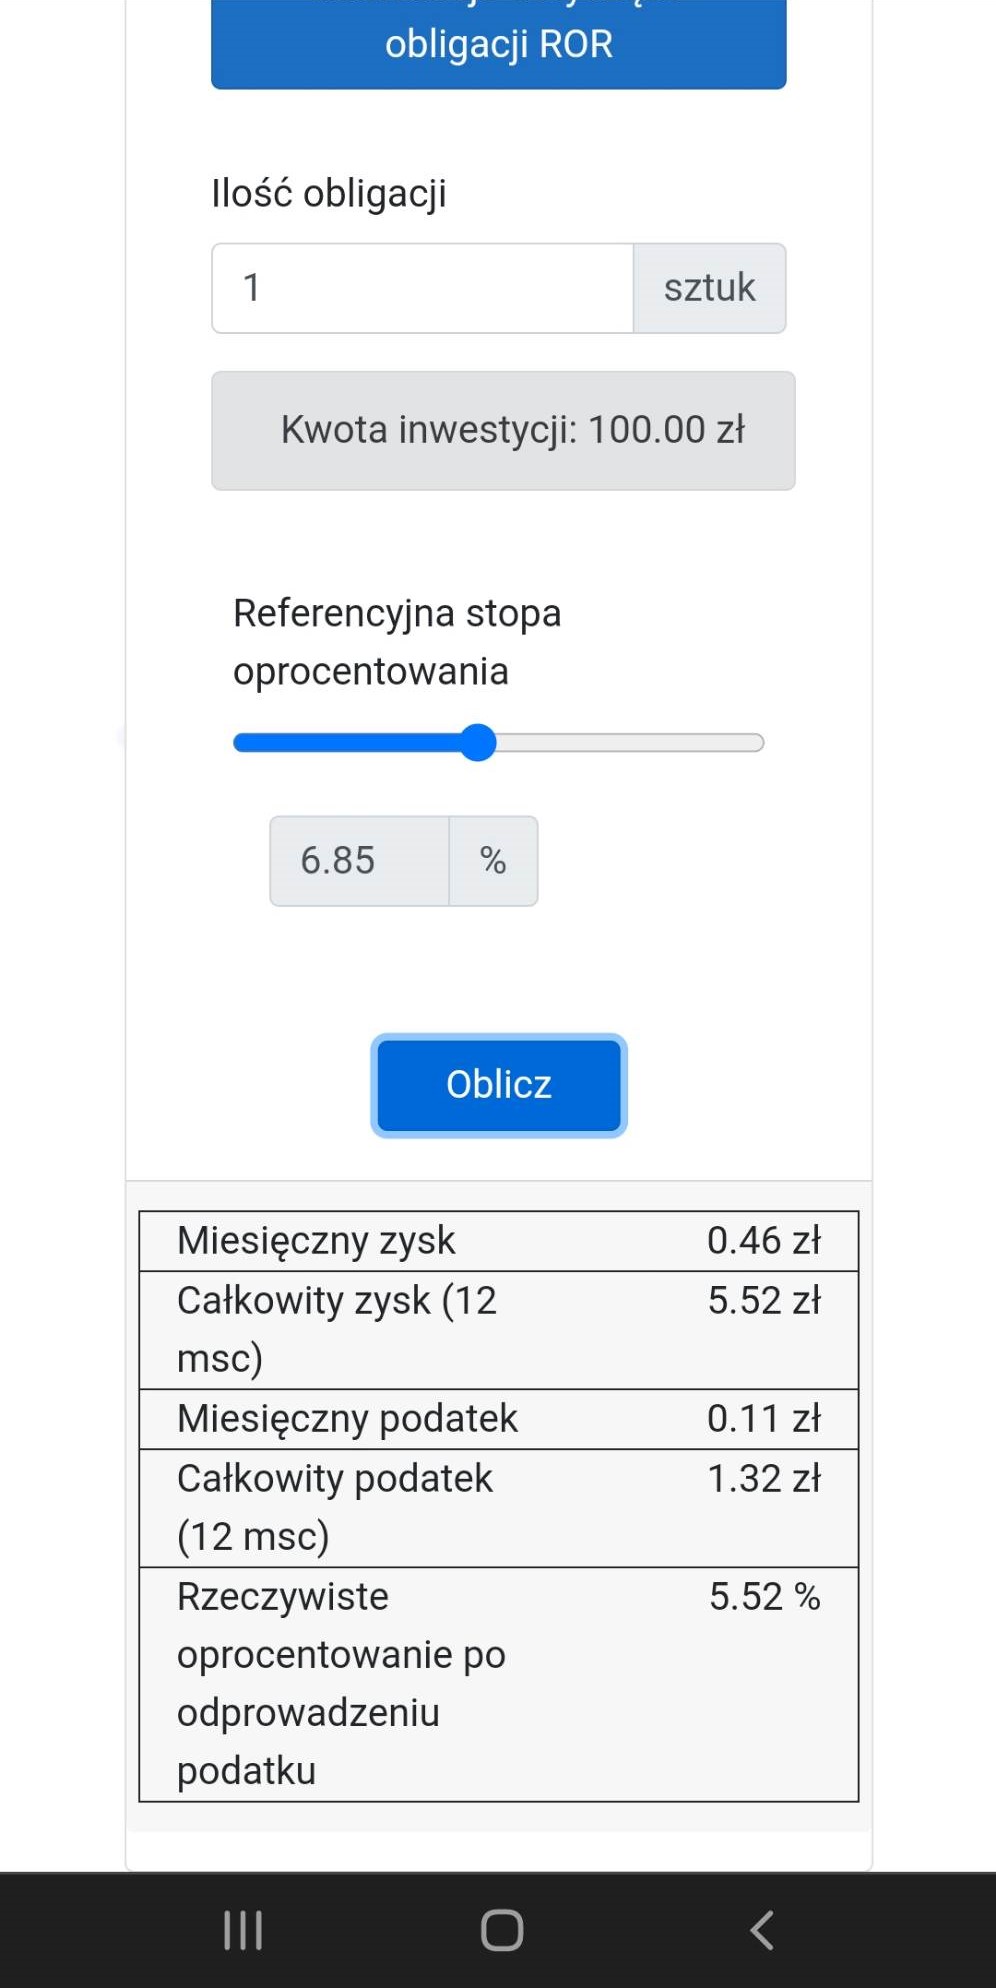 obligacji ROR
Ilość obligacji
1 sztuk
Kwota inwestycji: 100.00 zł
Referencyjna stopa
oprocentowania
6.85 %
Oblicz
Miesięczny zysk 0.46 zł
Całkowity zysk (12 5.52 zł
msc)
Miesięczny podatek 0.11 zł
Całkowity podatek 1.32 zł
(12 msc)
Rzeczywiste 5.52 %
oprocentowanie po
odprowadzeniu
podatku